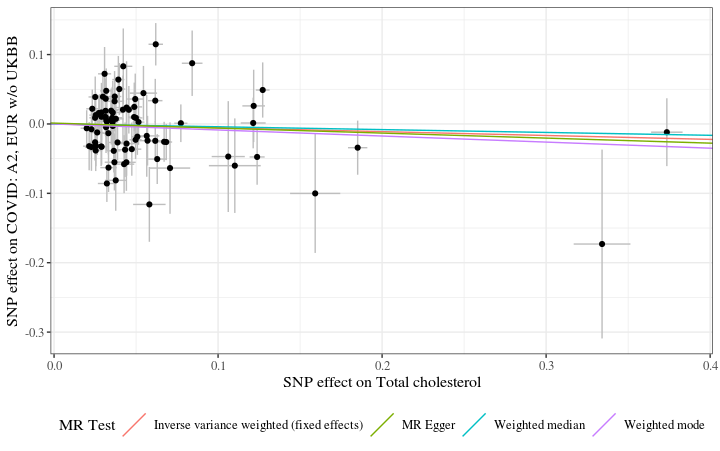 SNP effect on COVID: A2, EUR w/o UKBB
0.1
0.0
-0.1
-0.2
-0.3
0.0 0.1 0.2 0.3 0.4
SNP effect on Total cholesterol
MR Test Inverse variance weighted (fixed effects) MR Egger Weighted median Weighted mode